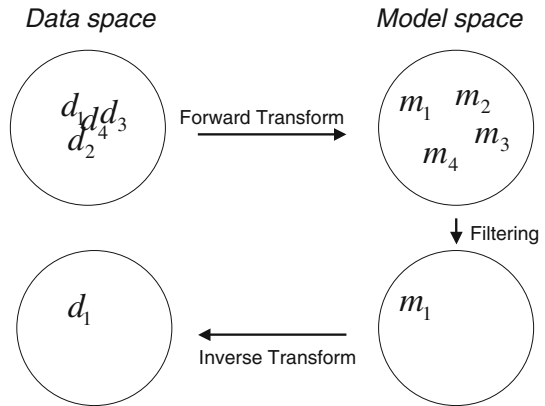 Data space
Model space
d1
d4
d3
d2
Forward Transform
m1
m2
m3
m4
Filtering
d1
m1
Inverse Transform